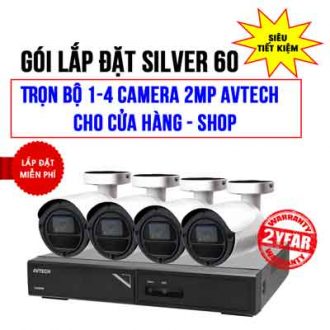 SIÊU
TIẾT KIỆM
GÓI LẮP ĐẶT SILVER 60
TRỌN BỘ 1-4 CAMERA 2MP AVTECH
CHO CỬA HÀNG - SHOP
LẮP ĐẶT
MIỄN PHÍ
WARRANTY
2YEAR
WARRANTY
AVTECH